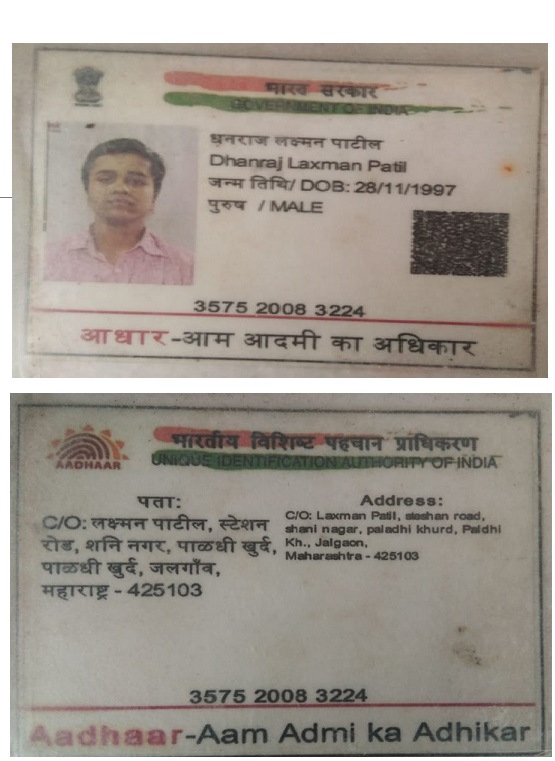 भारत सरकार
GOVERNMENT OF INDIA
धनराज लक्ष्मन पाटील
Dhanraj Laxman Patil
जन्म तिथि/ DOB: 28/11/1997
पुरुष / MALE
3575 2008 3224
आधार-आम आदमी का अधिकार
भारतीय विशिष्ट पहचान प्राधिकरण
AADHAAR
UNIQUE IDENTIFICATION AUTHORITY OF INDIA
पता:
C/O: लक्ष्मन पाटील, स्टेशन
रोड, शनि नगर, पाळधी खुर्द,
पाळधी खुर्द, जलगाँव,
महाराष्ट्र - 425103
Address:
C/O: Laxman Patil, steshan road,
shani nagar, paladhi khurd, Paldhi
Kh., Jalgaon,
Maharashtra - 425103
3575 2008 3224
Aadhaar-Aam Admi ka Adhikar